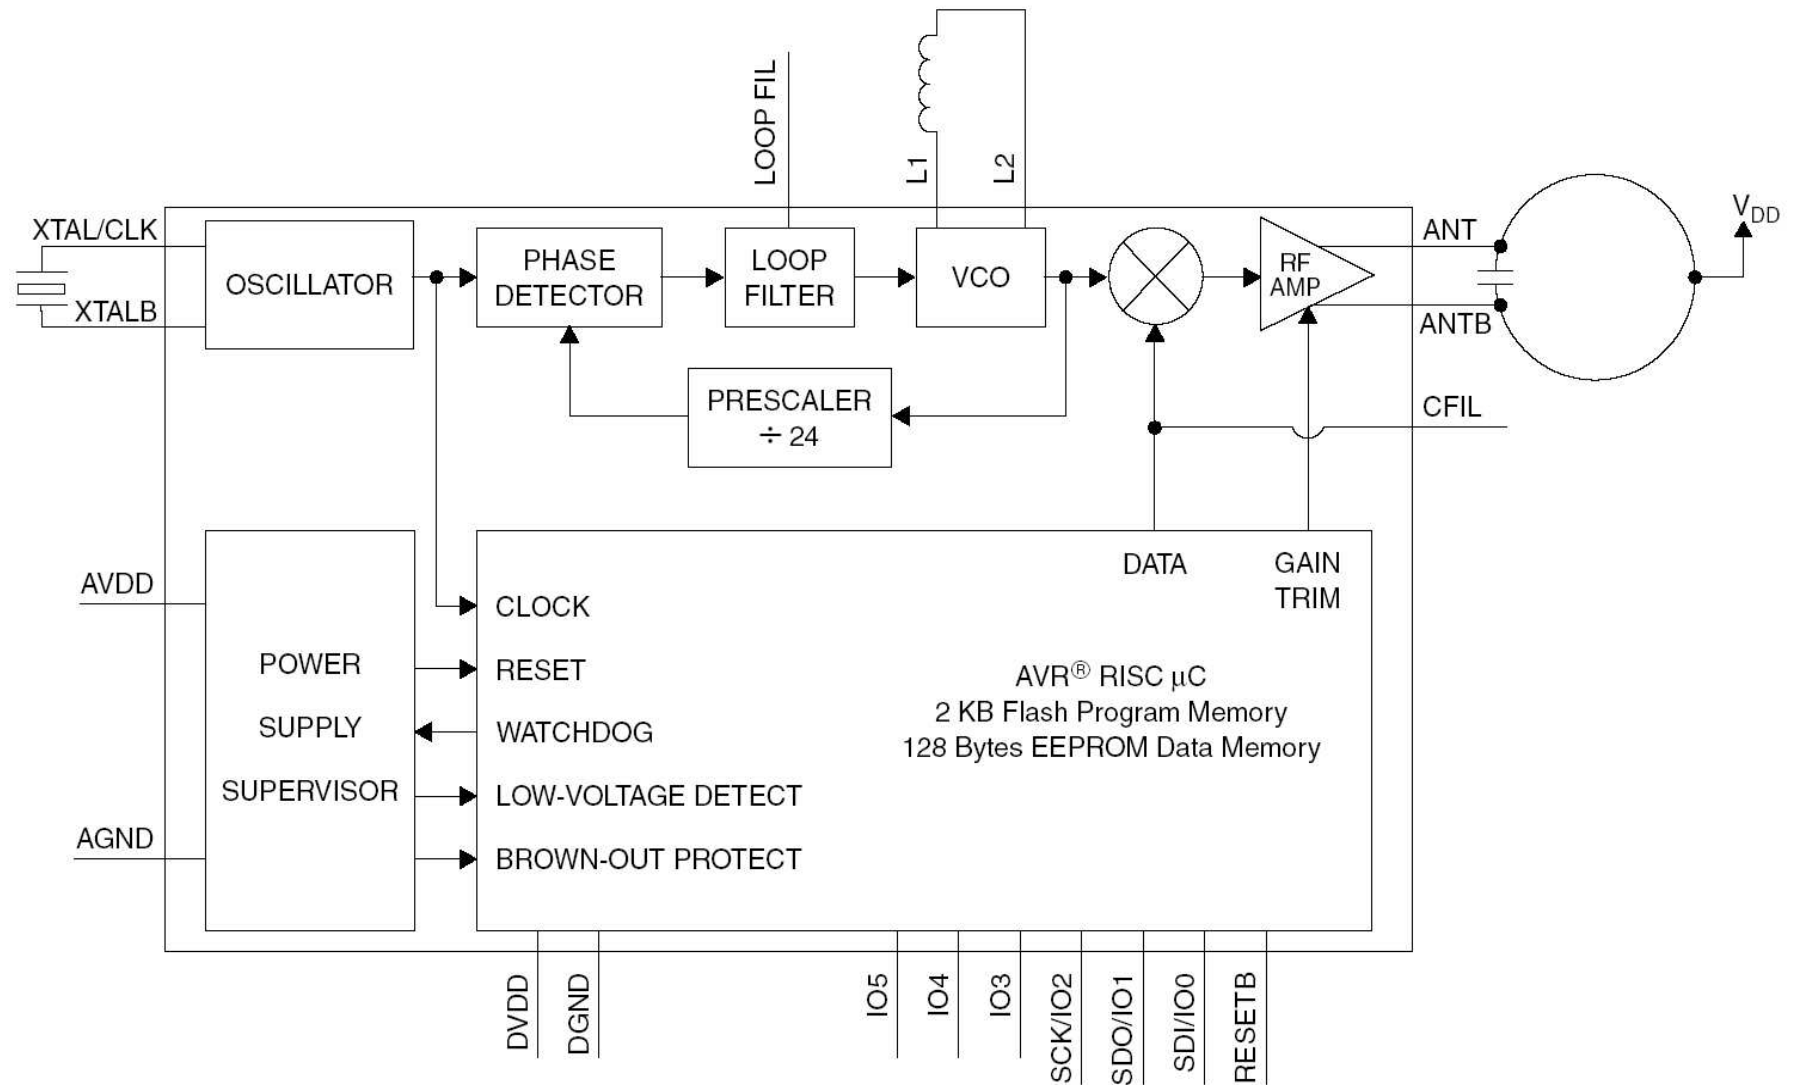 LOOP FIL
L1
L2
XTAL/CLK
XTALB
OSCILLATOR
PHASE
DETECTOR
LOOP
FILTER
VCO
RF
AMP
ANT
ANTB
VDD
PRESCALER
÷ 24
CFIL
AVDD
AGND
POWER
SUPPLY
SUPERVISOR
CLOCK
RESET
WATCHDOG
LOW-VOLTAGE DETECT
BROWN-OUT PROTECT
DATA
GAIN
TRIM
AVR® RISC µC
2 KB Flash Program Memory
128 Bytes EEPROM Data Memory
DVDD
DGND
IO5
IO4
IO3
SCK/IO2
SDO/IO1
SDI/IO0
RESETB